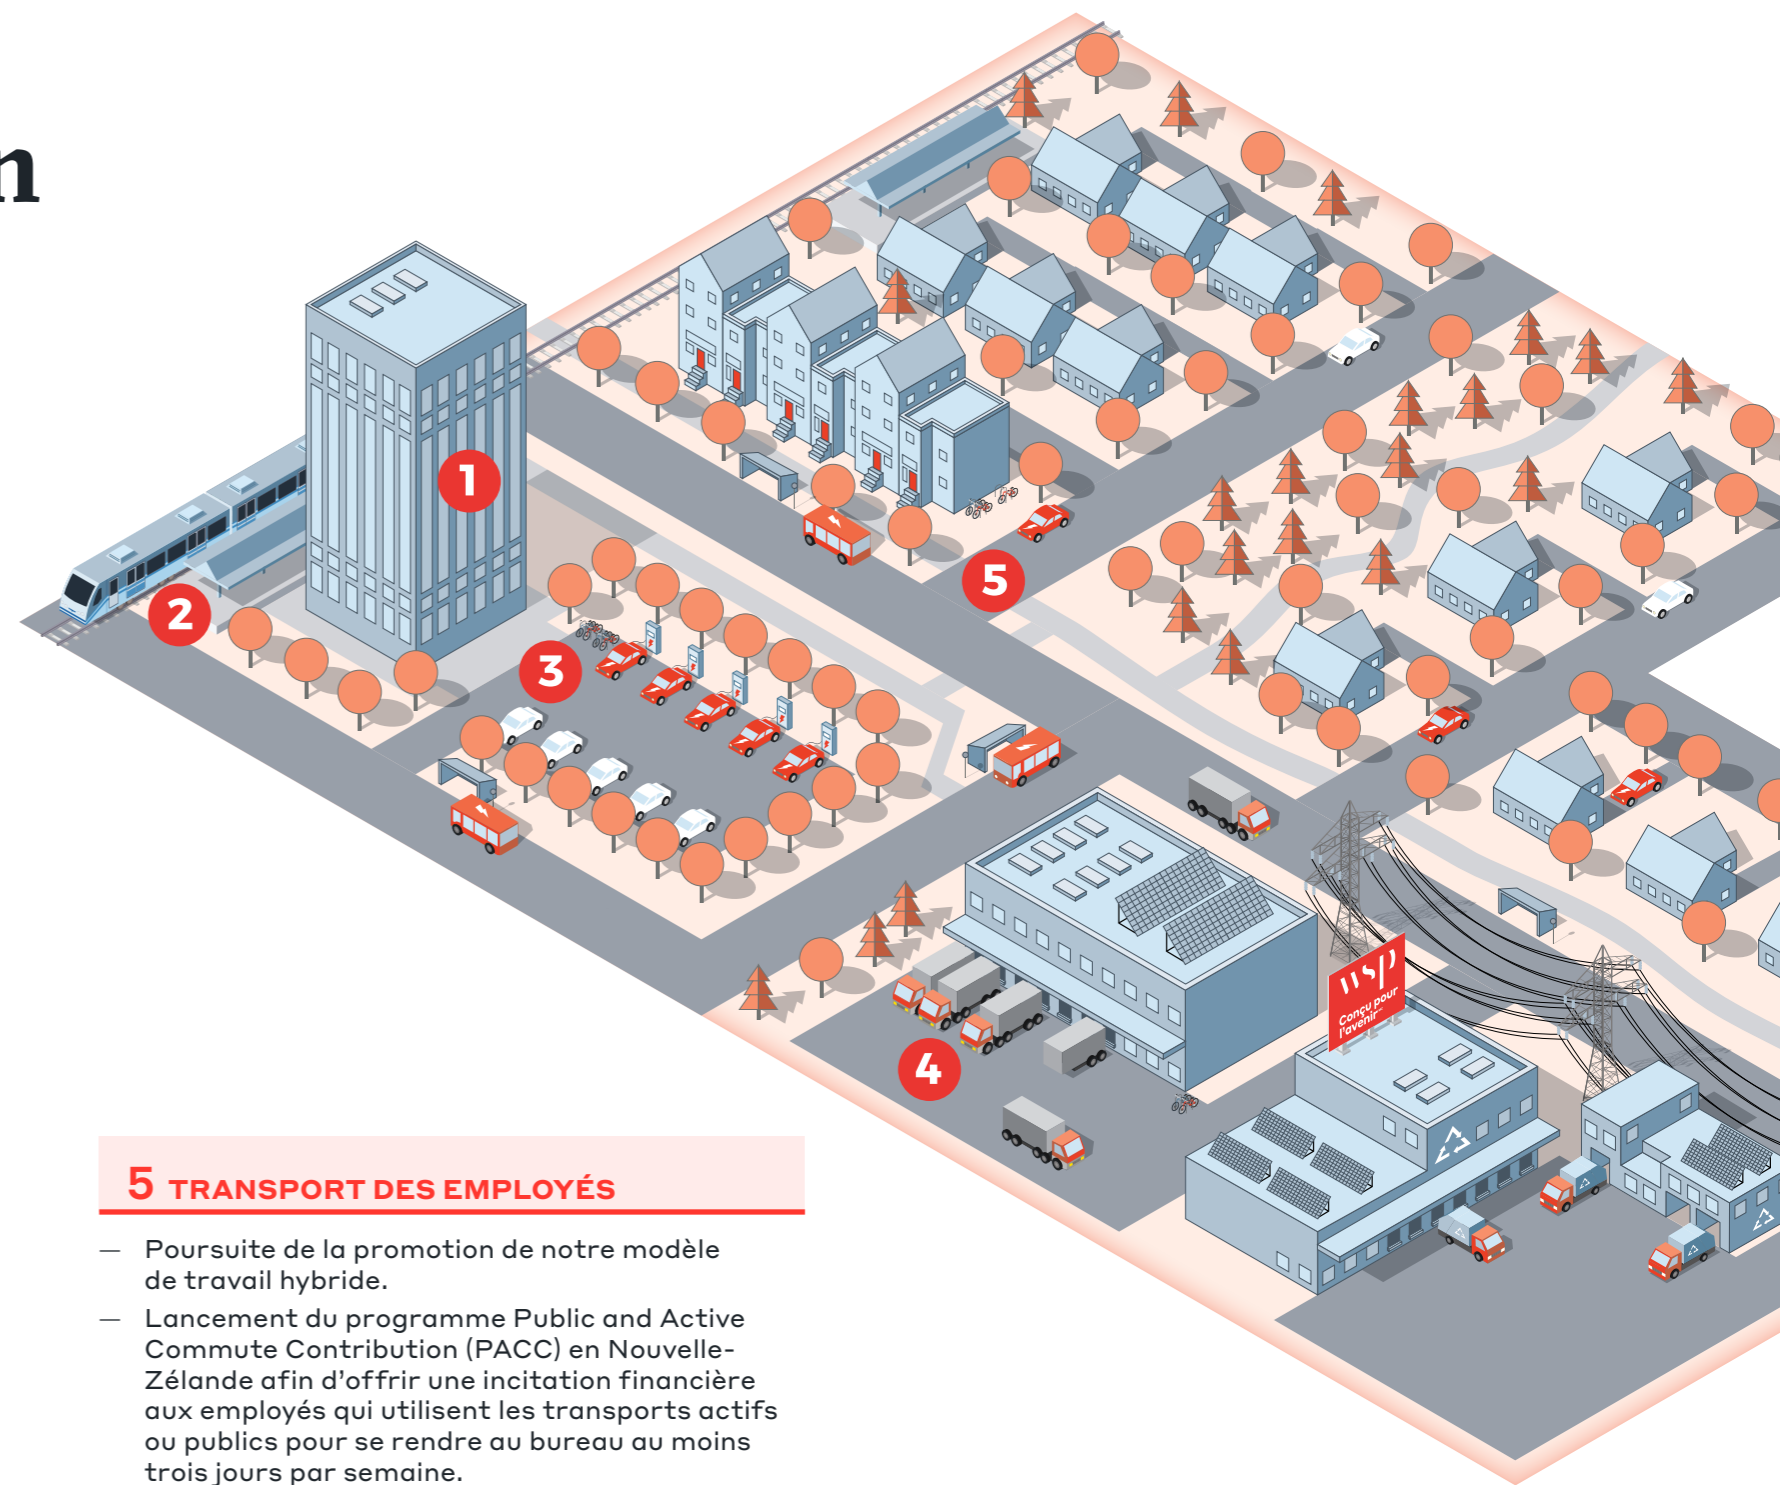 n
1
2
3
5
4
wsp
Conçu pour
l'avenir
5 TRANSPORT DES EMPLOYÉS
— Poursuite de la promotion de notre modèle
de travail hybride.
— Lancement du programme Public and Active
Commute Contribution (PACC) en Nouvelle-
Zélande afin d'offrir une incitation financière
aux employés qui utilisent les transports actifs
ou publics pour se rendre au bureau au moins
trois jours par semaine.